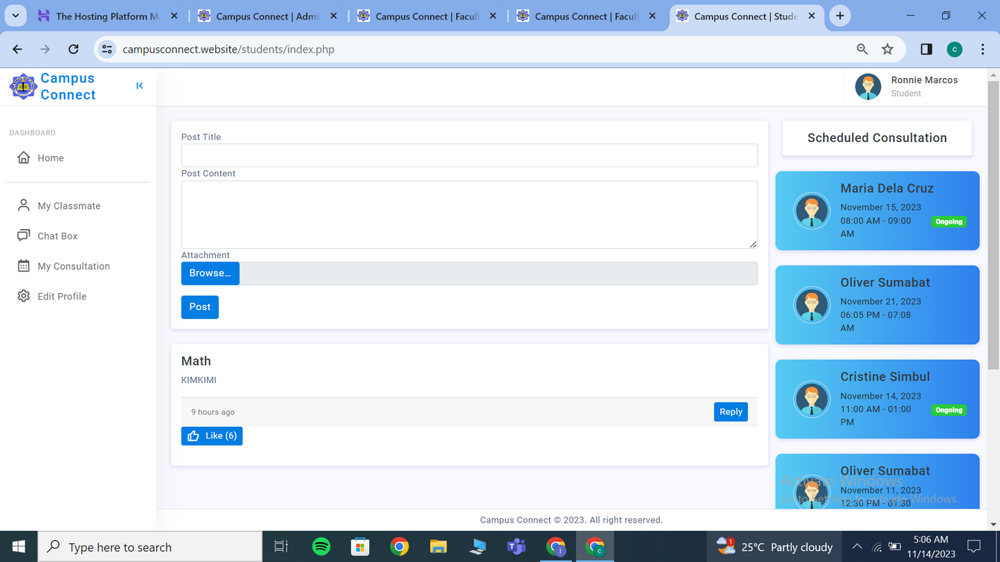 The Hosting Platform Ma
Campus Connect | Admi
Campus Connect | Facult
Campus Connect | Facult
Campus Connect | Stude
campusconnect.website/students/index.php
C
Campus
Connect
Ronnie Marcos
Student
DASHBOARD
Home
My Classmate
Chat Box
My Consultation
Edit Profile
Post Title
Post Content
Attachment
Browse...
Post
Math
KIMKIMI
9 hours ago
Reply
Like (6)
Scheduled Consultation
Maria Dela Cruz
November 15, 2023
08:00 AM - 09:00
AM
Ongoing
Oliver Sumabat
November 21, 2023
06:05 PM - 07:08
AM
Cristine Simbul
November 14, 2023
11:00 AM - 01:00
PM
Ongoing
Oliver Sumabat
November 11, 2023
12:30 PM - 01:30
Activate Windows
Go to Settings to activate Windows.
Campus Connect © 2023. All right reserved.
Type here to search
1
25°C Partly cloudy
5:06 AM
11/14/2023